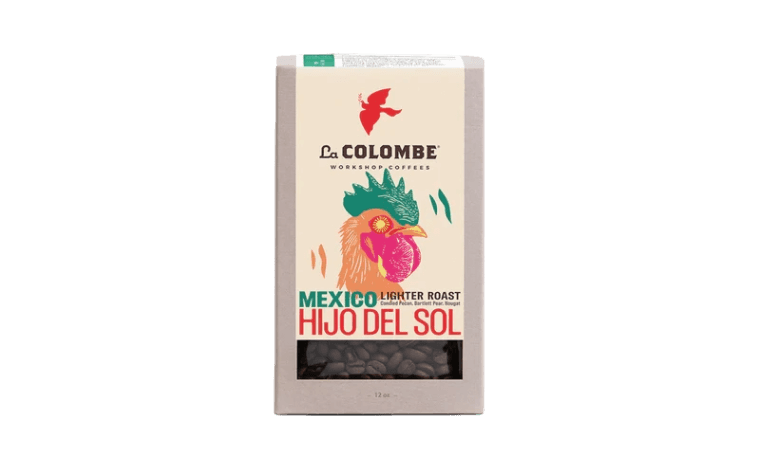 La COLOMBE
WORKSHOP COFFEES
MEXICO LIGHTER ROAST
Candied Pecan, Bartlett Pear, Nougat
HIJO DEL SOL
- 12 oz -